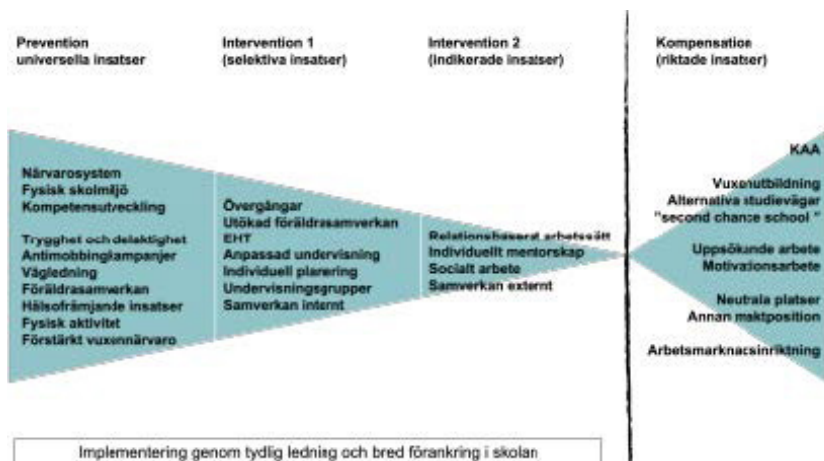 Prevention
universella insatser
Intervention 1
(selektiva insatser)
Intervention 2
(indikerade insatser)
Kompensation
(riktade insatser)
Närvarosystem
Fysisk skolmiljö
Kompetensutveckling
Trygghet och delaktighet
Antimobbingkampanjer
Vägledning
Föräldrasamverkan
Hälsofrämjande insatser
Fysisk aktivitet
Förstärkt vuxennärvaro
Övergångar
Utökad föräldrasamverkan
EHT
Anpassad undervisning
Individuell planering
Undervisningsgrupper
Samverkan internt
Relationsbaserat arbetssätt
Individuellt mentorskap
Socialt arbete
Samverkan externt
KAA
Vuxenutbildning
Alternativa studievägar
"second chance school "
Uppsökande arbete
Motivationsarbete
Neutrala platser
Annan maktposition
Arbetsmarknadsinriktning
Implementering genom tydlig ledning och bred förankring i skolan